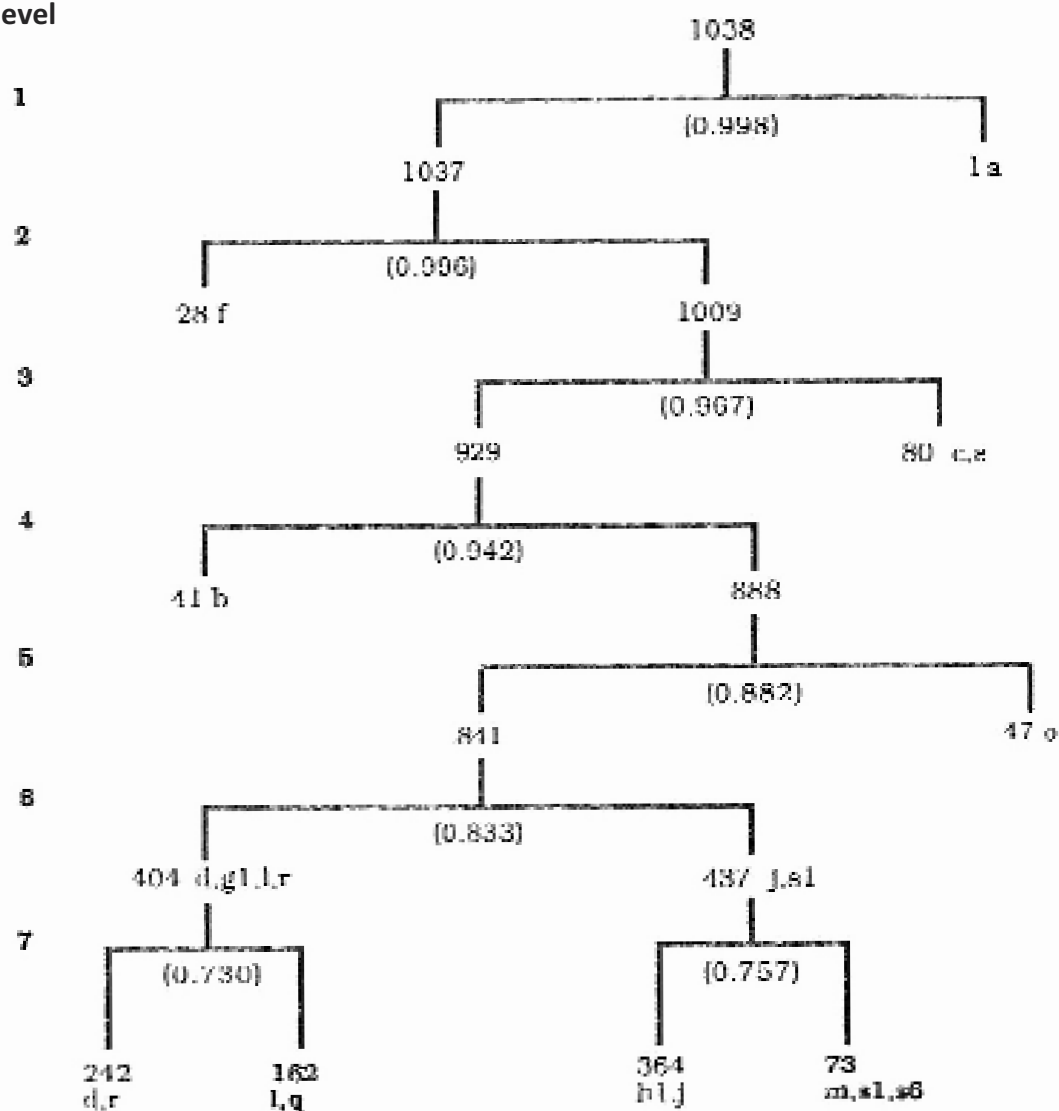 evel
1038
1
(0.998)
1037
1 a
2
(0.996)
28 f
1009
3
(0.967)
929
80 c,s
4
(0.942)
41 b
888
5
(0.882)
841
47 o
(0.833)
404 d,g1,l,r
437 j,s1
7
(0.730)
(0.757)
242
162
364
73
d,r
l,q
h1,j
m,s1,s6